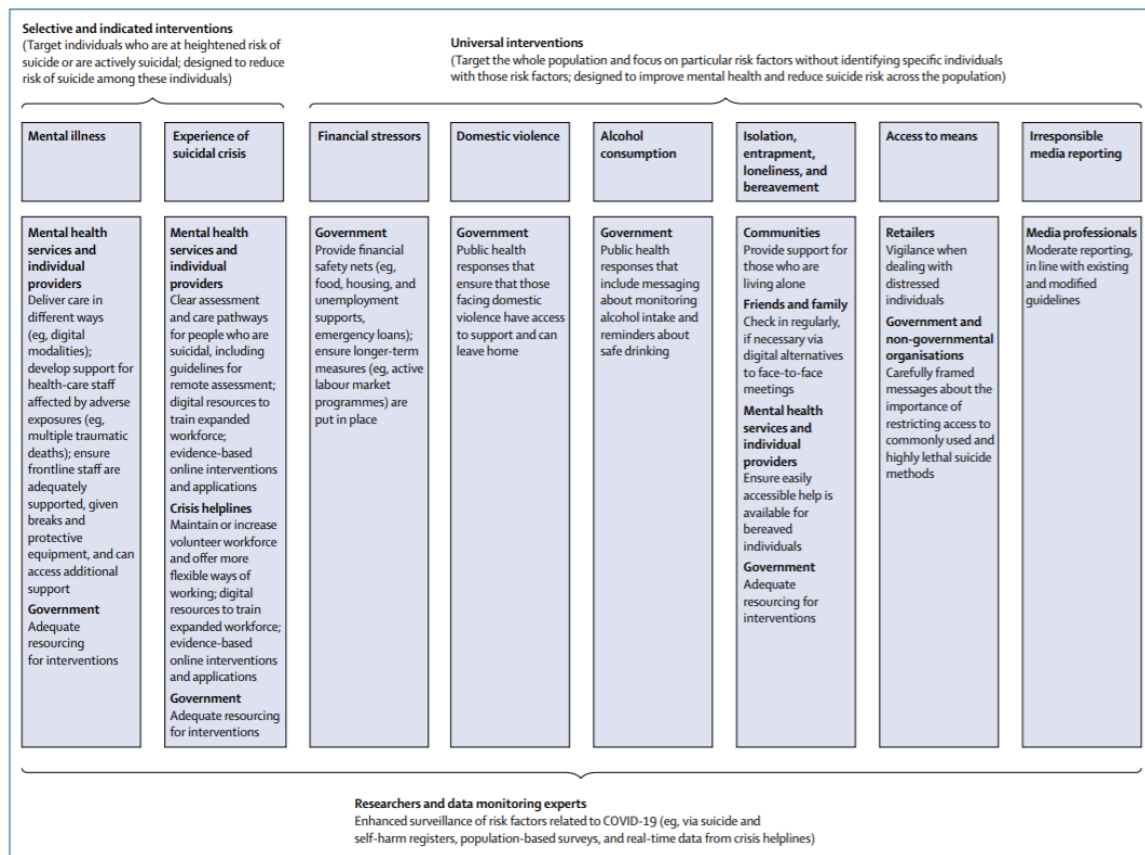 Selective and indicated interventions
(Target individuals who are at heightened risk of
suicide or are actively suicidal; designed to reduce
risk of suicide among these individuals)
Universal interventions
(Target the whole population and focus on particular risk factors without identifying specific individuals
with those risk factors; designed to improve mental health and reduce suicide risk across the population)
Mental illness
Experience of
suicidal crisis
Financial stressors
Domestic violence
Alcohol
consumption
Isolation,
entrapment,
loneliness, and
bereavement
Access to means
Irresponsible
media reporting
Mental health
services and
individual
providers
Deliver care in
different ways
(eg, digital
modalities);
develop support for
health-care staff
affected by adverse
exposures (eg,
multiple traumatic
deaths); ensure
frontline staff are
adequately
supported, given
breaks and
protective
equipment, and can
access additional
support
Government
Adequate
resourcing
for interventions
Mental health
services and
individual
providers
Clear assessment
and care pathways
for people who are
suicidal, including
guidelines for
remote assessment;
digital resources to
train expanded
workforce;
evidence-based
online interventions
and applications
Crisis helplines
Maintain or increase
volunteer workforce
and offer more
flexible ways of
working; digital
resources to train
expanded workforce;
evidence-based
online interventions
and applications
Government
Adequate resourcing
for interventions
Government
Provide financial
safety nets (eg,
food, housing, and
unemployment
supports,
emergency loans);
ensure longer-term
measures (eg, active
labour market
programmes) are
put in place
Government
Public health
responses that
ensure that those
facing domestic
violence have access
to support and can
leave home
Government
Public health
responses that
include messaging
about monitoring
alcohol intake and
reminders about
safe drinking
Communities
Provide support for
those who are
living alone
Friends and family
Check in regularly,
if necessary via
digital alternatives
to face-to-face
meetings
Mental health
services and
individual
providers
Ensure easily
accessible help is
available for
bereaved
individuals
Government
Adequate
resourcing for
interventions
Retailers
Vigilance when
dealing with
distressed
individuals
Government and
non-governmental
organisations
Carefully framed
messages about the
importance of
restricting access to
commonly used and
highly lethal suicide
methods
Media professionals
Moderate reporting,
in line with existing
and modified
guidelines
Researchers and data monitoring experts
Enhanced surveillance of risk factors related to COVID-19 (eg, via suicide and
self-harm registers, population-based surveys, and real-time data from crisis helplines)